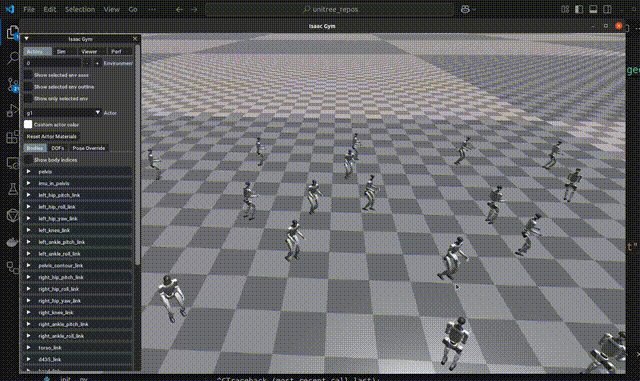 File Edit Selection View Go ··· unitree_repos
Isaac Gym
Isaac Gym
Actors Sim Viewer Perf
0 - + Environment
Show selected env axes
Show selected env outline
Show only selected env
g1 Actor
Custom actor color
Reset Actor Materials
Bodies DOFs Pose Override
Show body indices
pelvis
imu_in_pelvis
left_hip_pitch_link
left_hip_roll_link
left_hip_yaw_link
left_knee_link
left_ankle_pitch_link
left_ankle_roll_link
pelvis_contour_link
right_hip_pitch_link
right_hip_roll_link
right_hip_yaw_link
right_knee_link
right_ankle_pitch_link
right_ankle_roll_link
torso_link
d435_link
^CTraceback (most recent call last):